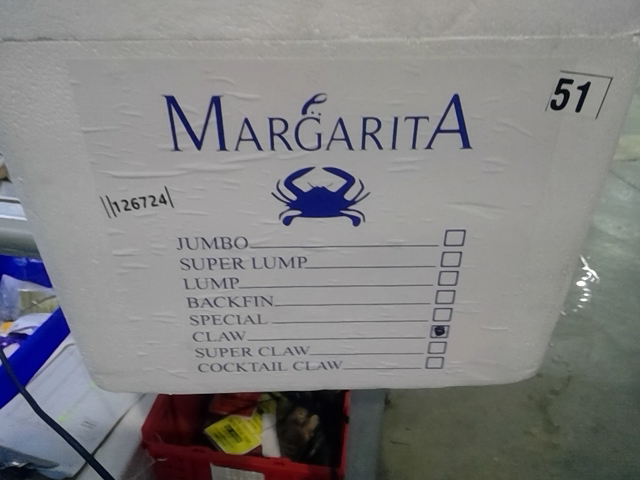 51
MARGARITA
126724
JUMBO
SUPER LUMP
LUMP
BACKFIN
SPECIAL
CLAW
SUPER CLAW
COCKTAIL CLAW